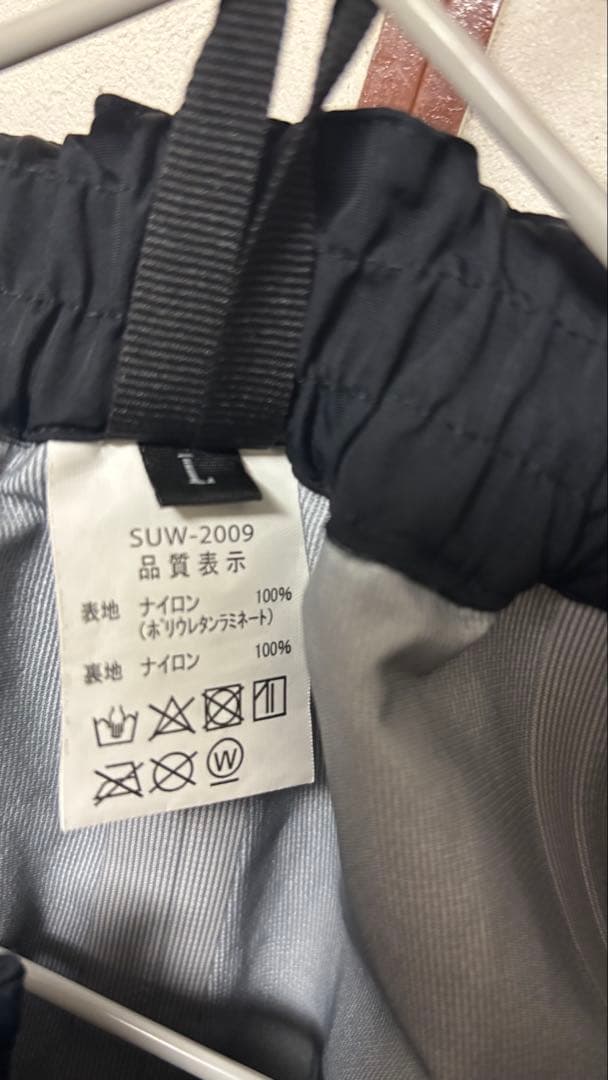 L
SUW-2009
品質表示
表地 ナイロン 100%
(ポリウレタンラミネート)
裏地 ナイロン 100%
W